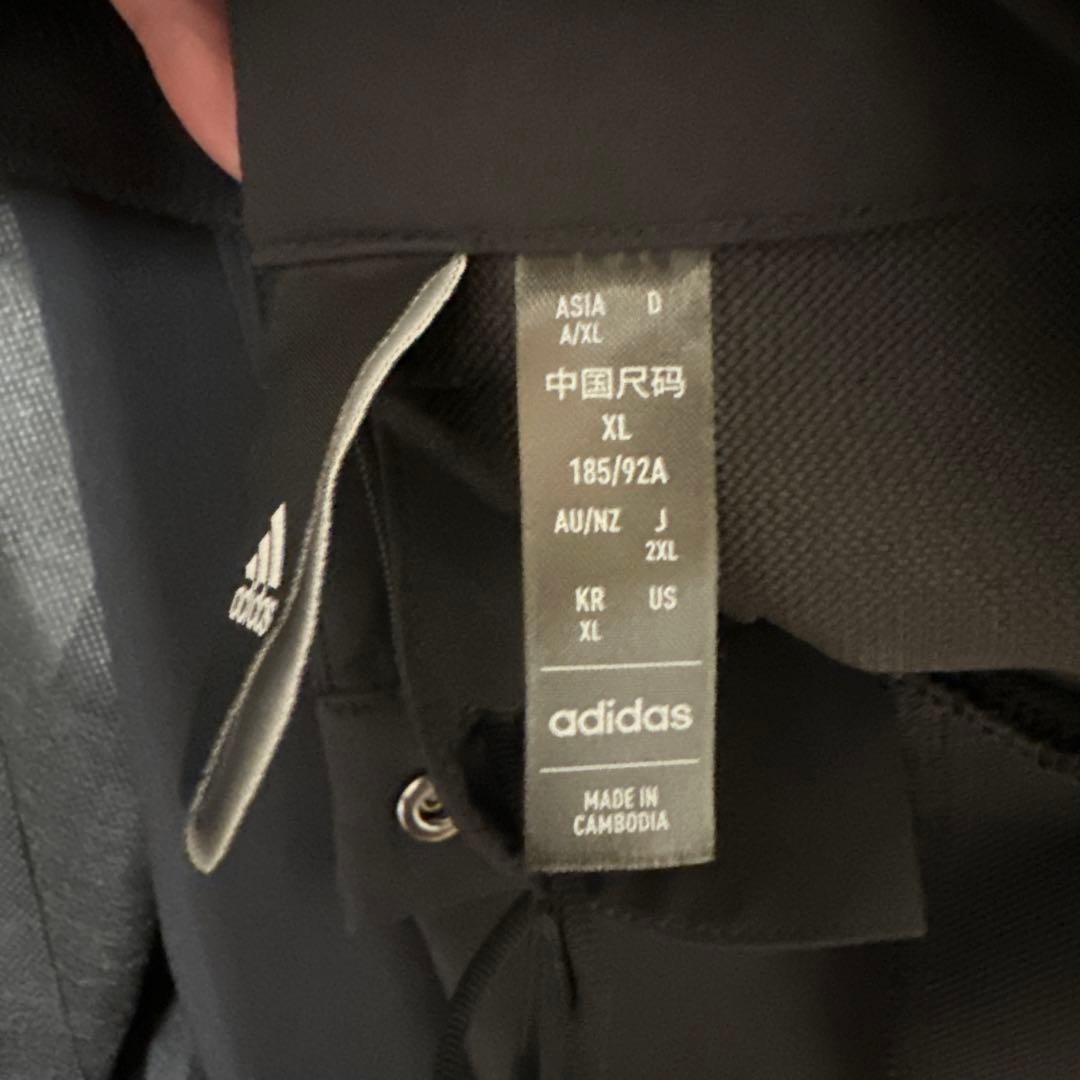 ASIA D
A/XL
中国尺码
XL
185/92A
AU/NZ J
2XL
KR US
XL
adidas
MADE IN
CAMBODIA
adidas